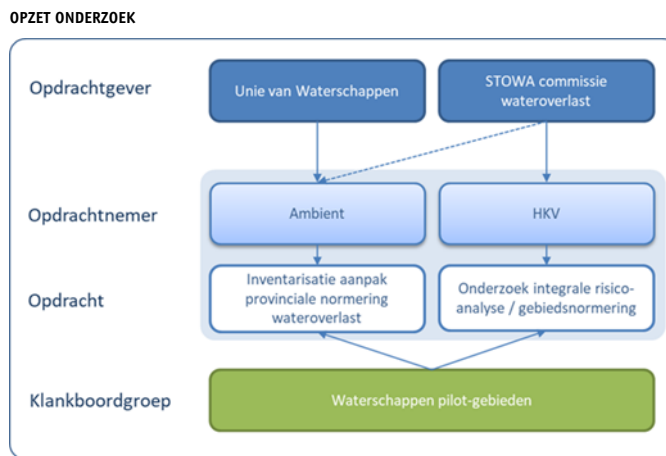 OPZET ONDERZOEK
Opdrachtgever
Unie van Waterschappen
STOWA commissie
wateroverlast
Opdrachtnemer
Ambient
HKV
Opdracht
Inventarisatie aanpak
provinciale normering
wateroverlast
Onderzoek integrale risico-
analyse / gebiedsnormering
Klankboordgroep
Waterschappen pilot-gebieden